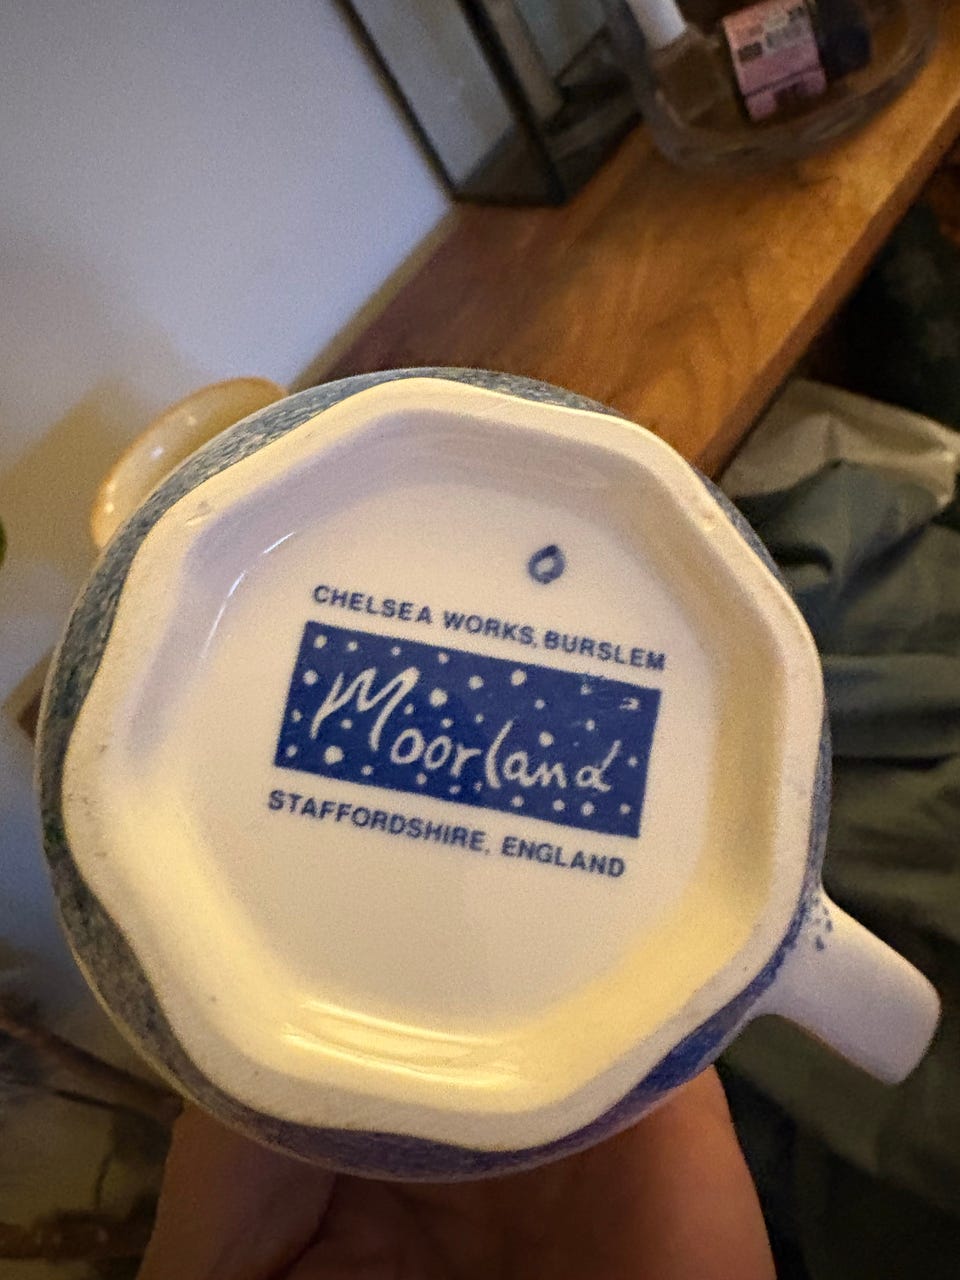 CHELSEA WORKS, BURSLEM
Moorland
STAFFORDSHIRE, ENGLAND